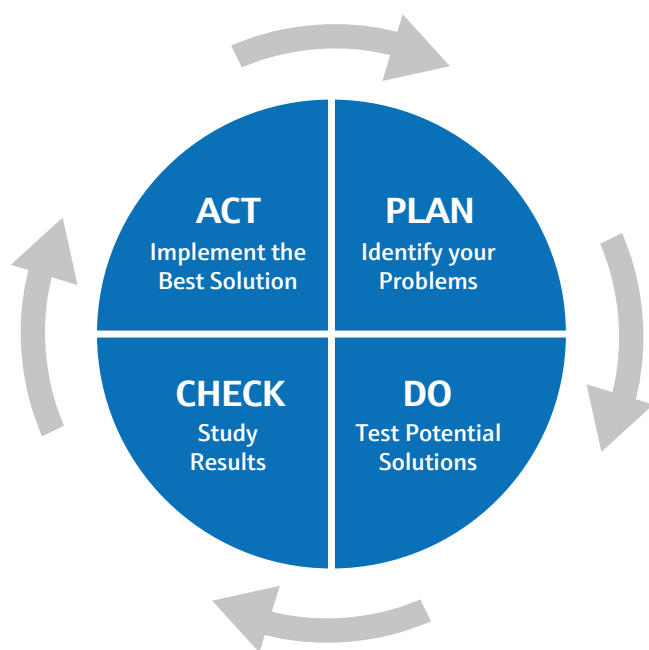 ACT
Implement the
Best Solution
PLAN
Identify your
Problems
CHECK
Study
Results
DO
Test Potential
Solutions